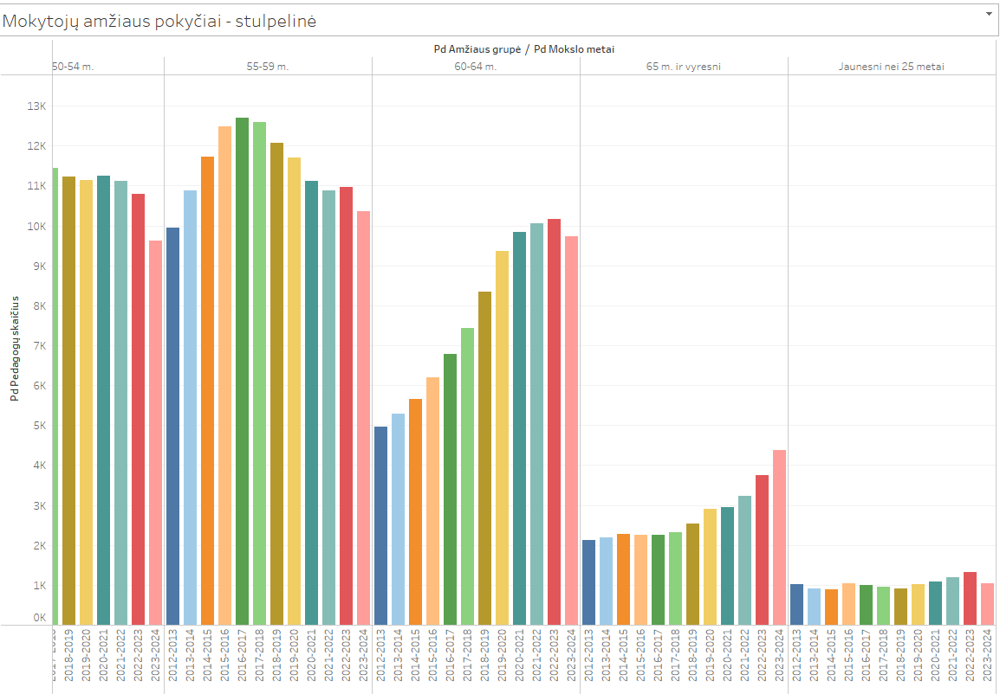 Mokytojų amžiaus pokyčiai - stulpelinė
Pd Amžiaus grupė / Pd Mokslo metai
50-54 m. 55-59 m. 60-64 m. 65 m. ir vyresni Jaunesni nei 25 metai
Pd Pedagogų skaičius
13K
12K
11K
10K
9K
8K
7K
6K
5K
4K
3K
2K
1K
0K
2018-2019 2019-2020 2020-2021 2021-2022 2022-2023 2023-2024 2012-2013 2013-2014 2014-2015 2015-2016 2016-2017 2017-2018 2018-2019 2019-2020 2020-2021 2021-2022 2022-2023 2023-2024 2012-2013 2013-2014 2014-2015 2015-2016 2016-2017 2017-2018 2018-2019 2019-2020 2020-2021 2021-2022 2022-2023 2023-2024 2012-2013 2013-2014 2014-2015 2015-2016 2016-2017 2017-2018 2018-2019 2019-2020 2020-2021 2021-2022 2022-2023 2023-2024 2012-2013 2013-2014 2014-2015 2015-2016 2016-2017 2017-2018 2018-2019 2019-2020 2020-2021 2021-2022 2022-2023 2023-2024